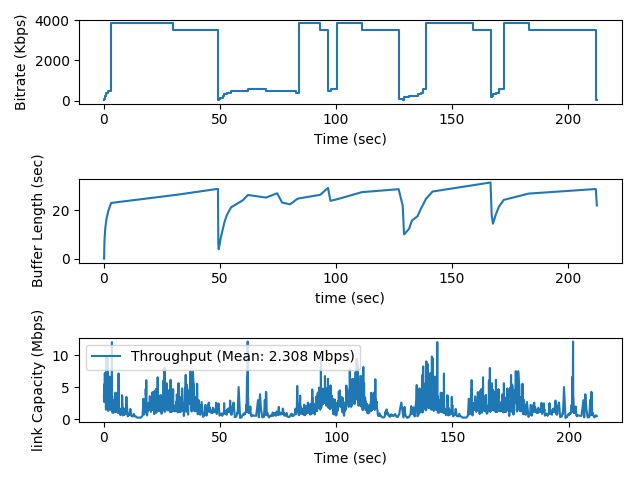 Bitrate (Kbps)
4000
2000
0
0 50 100 150 200
Time (sec)
Buffer Length (sec)
20
0
0 50 100 150 200
time (sec)
link Capacity (Mbps)
Throughput (Mean: 2.308 Mbps)
10
5
0
0 50 100 150 200
Time (sec)